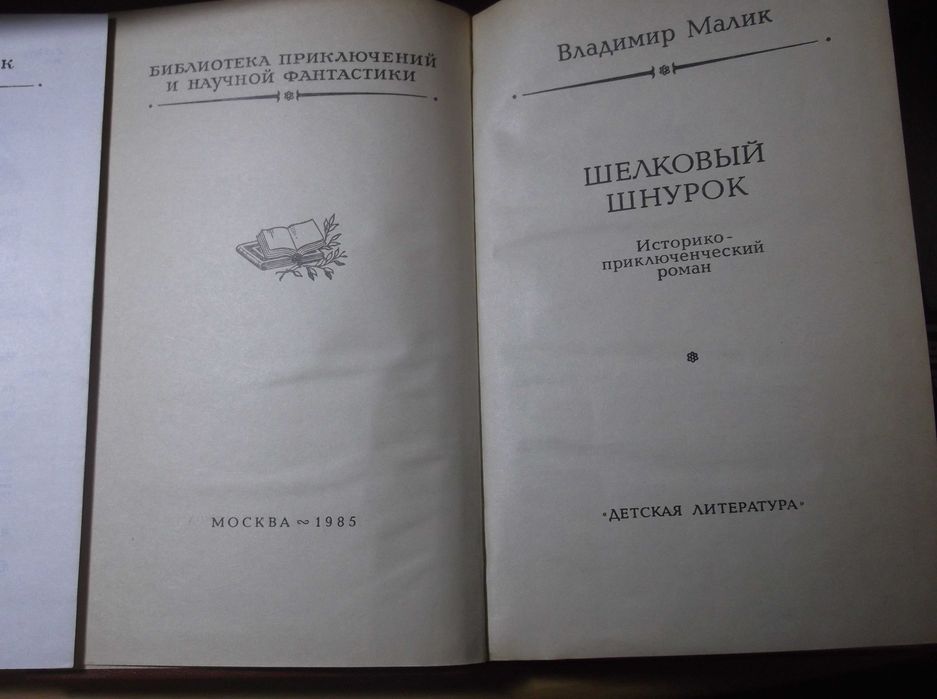 к
БИБЛИОТЕКА ПРИКЛЮЧЕНИЙ
И НАУЧНОЙ ФАНТАСТИКИ
МОСКВА ~ 1985
Владимир Малик
ШЕЛКОВЫЙ
ШНУРОК
Историко-
приключенческий
роман
«ДЕТСКАЯ ЛИТЕРАТУРА»